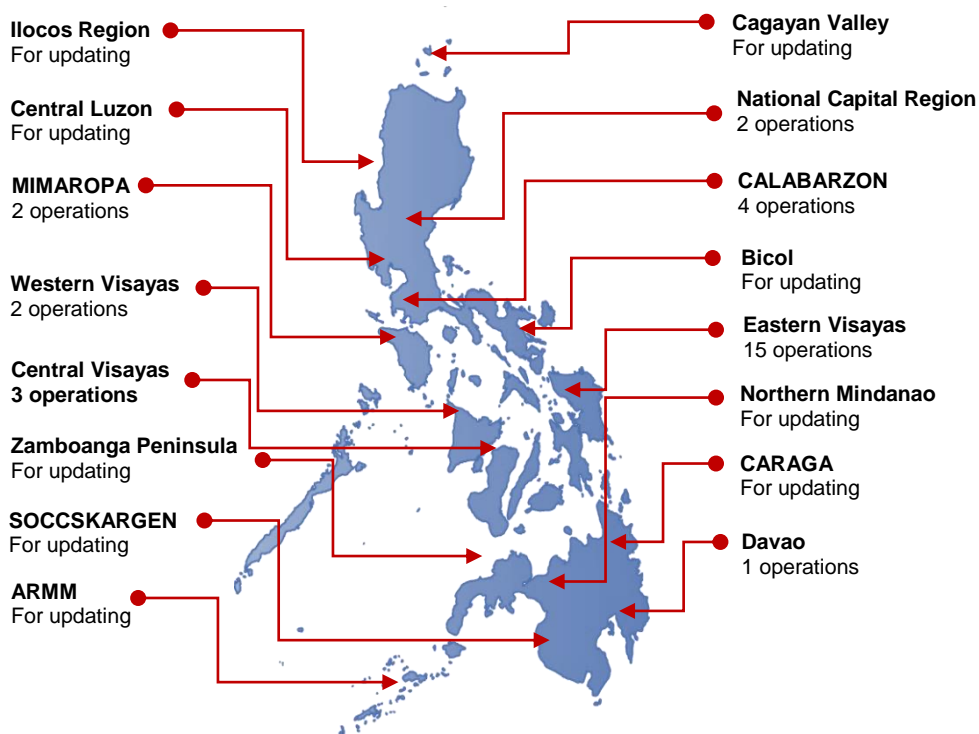 Ilocos Region
For updating
Central Luzon
For updating
MIMAROPA
2 operations
Western Visayas
2 operations
Central Visayas
3 operations
Zamboanga Peninsula
For updating
SOCCSKARGEN
For updating
ARMM
For updating
Cagayan Valley
For updating
National Capital Region
2 operations
CALABARZON
4 operations
Bicol
For updating
Eastern Visayas
15 operations
Northern Mindanao
For updating
CARAGA
For updating
Davao
1 operations